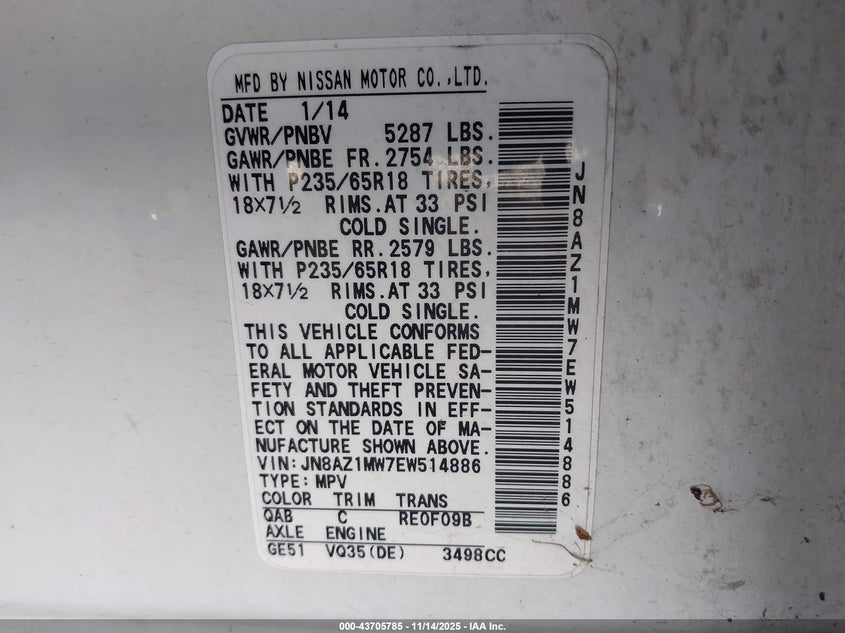 MFD BY NISSAN MOTOR CO.,LTD.
DATE 1/14
GVWR/PNBV 5287 LBS.
GAWR/PNBE FR. 2754 LBS.
WITH P235/65R18 TIRES,
18X7½ RIMS. AT 33 PSI
COLD SINGLE.
GAWR/PNBE RR. 2579 LBS.
WITH P235/65R18 TIRES,
18X7½ RIMS. AT 33 PSI
COLD SINGLE.
THIS VEHICLE CONFORMS
TO ALL APPLICABLE FED-
ERAL MOTOR VEHICLE SA-
FETY AND THEFT PREVEN-
TION STANDARDS IN EFF-
ECT ON THE DATE OF MA-
NUFACTURE SHOWN ABOVE.
VIN: JN8AZ1MW7EW514886
TYPE: MPV
COLOR TRIM TRANS
QAB C RE0F09B
AXLE ENGINE
GE51 VQ35(DE) 3498CC
JN8AZ1MW7EW514886
000-43705785 - 11/14/2025 - IAA Inc.